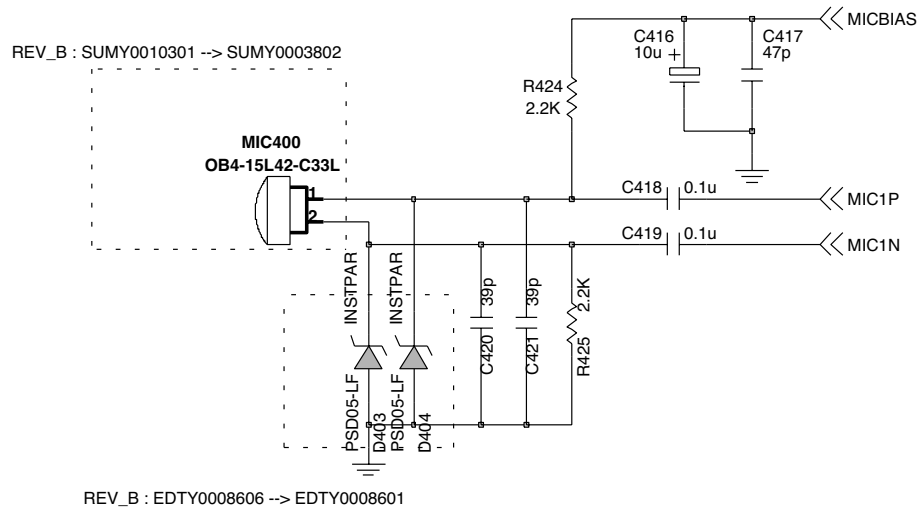 MICBIAS
C416
10u +
C417
47p
REV_B : SUMY0010301 --> SUMY0003802
R424
2.2K
MIC400
OB4-15L42-C33L
1
2
C418
0.1u
MIC1P
C419
0.1u
MIC1N
INSTPAR
INSTPAR
39p
39p
2.2K
PSD05-LF
D403
PSD05-LF
D404
C420
C421
R425
REV_B : EDTY0008606 --> EDTY0008601